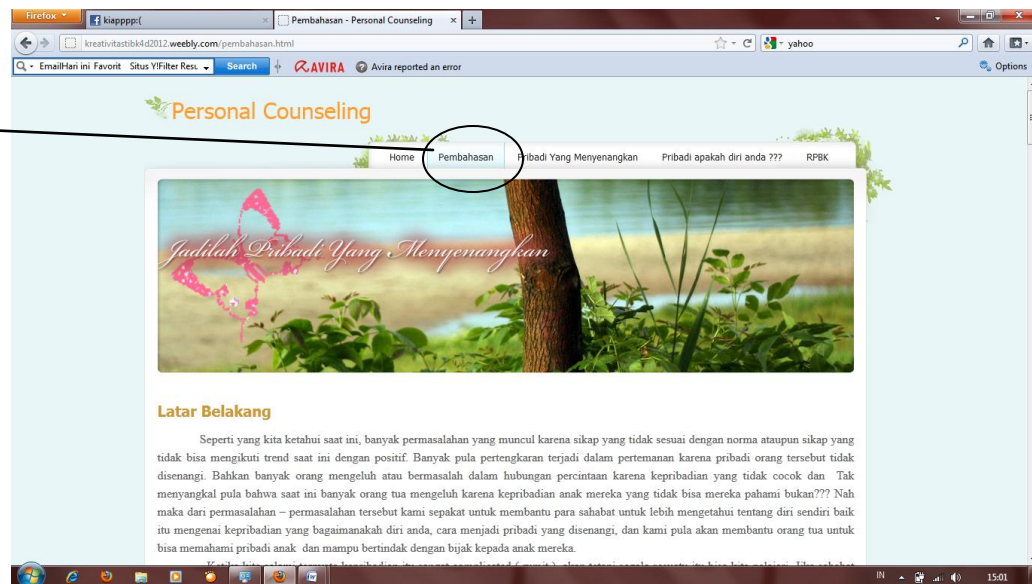 Firefox
kiapppp:(
Pembahasan - Personal Counseling
kreativitastibk4d2012.weebly.com/pembahasan.html
yahoo
EmailHari ini Favorit Situs Y!Filter Resu
Search
AVIRA
Avira reported an error
Options
Personal Counseling
Home Pembahasan Pribadi Yang Menyenangkan Pribadi apakah diri anda ??? RPBK
Jadilah Pribadi Yang Menyenangkan
Latar Belakang
Seperti yang kita ketahui saat ini, banyak permasalahan yang muncul karena sikap yang tidak sesuai dengan norma ataupun sikap yang
tidak bisa mengikuti trend saat ini dengan positif. Banyak pula pertengkaran terjadi dalam pertemanan karena pribadi orang tersebut tidak
disenangi. Bahkan banyak orang mengeluh atau bermasalah dalam hubungan percintaan karena kepribadian yang tidak cocok dan Tak
menyangkal pula bahwa saat ini banyak orang tua mengeluh karena kepribadian anak mereka yang tidak bisa mereka pahami bukan??? Nah
maka dari permasalahan – permasalahan tersebut kami sepakat untuk membantu para sahabat untuk lebih mengetahui tentang diri sendiri baik
itu mengenai kepribadian yang bagaimanakah diri anda, cara menjadi pribadi yang disenangi, dan kami pula akan membantu orang tua untuk
bisa memahami pribadi anak dan mampu bertindak dengan bijak kepada anak mereka.
IN
15:01